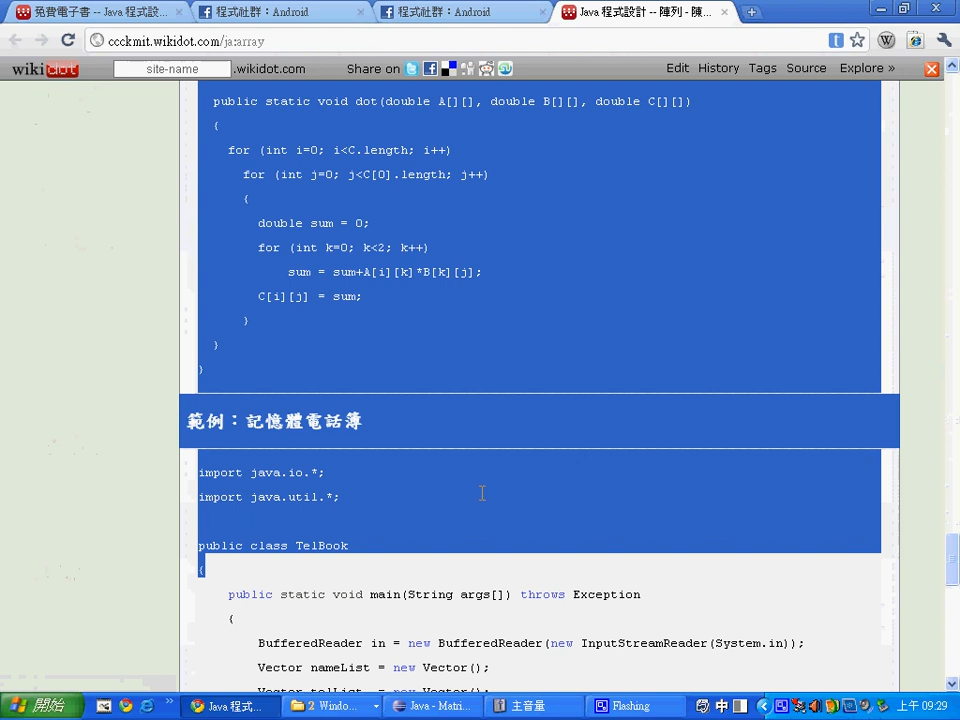 免費電子書 -- Java 程式設...
程式社群：Android
程式社群：Android
Java 程式設計 -- 陣列 - 陳...
ccckmit.wikidot.com/ja:array
wikidot
site-name
.wikidot.com
Share on
Edit History Tags Source Explore »
public static void dot(double A[][], double B[][], double C[][])
{
for (int i=0; i<C.length; i++)
for (int j=0; j<C[0].length; j++)
{
double sum = 0;
for (int k=0; k<2; k++)
sum = sum+A[i][k]*B[k][j];
C[i][j] = sum;
}
}
}
範例：記憶體電話簿
import java.io.*;
import java.util.*;
public class TelBook
{
public static void main(String args[]) throws Exception
{
BufferedReader in = new BufferedReader(new InputStreamReader(System.in));
Vector nameList = new Vector();
Vector telList = new Vector();
開始
Java 程式...
2 Windo...
Java - Matri...
主音量
Flashing
中
上午 09:29